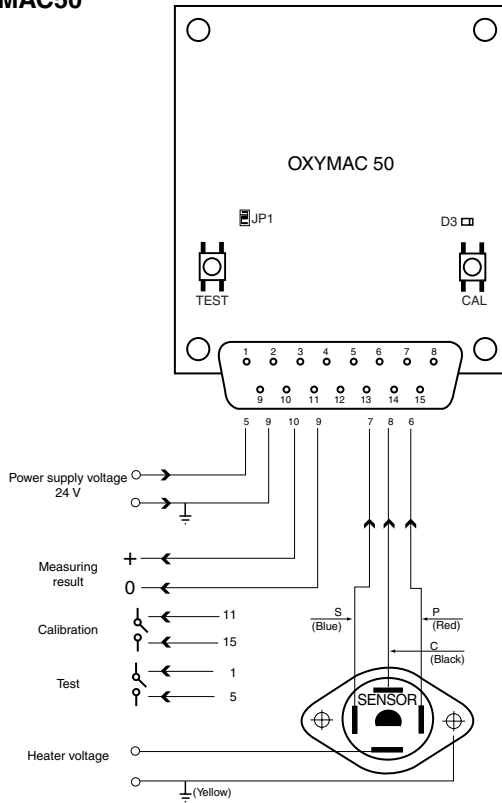 MAC50
OXYMAC 50
JP1
D3
TEST
CAL
1 2 3 4 5 6 7 8
9 10 11 12 13 14 15
5 9 10 9 7 8 6
Power supply voltage
24 V
Measuring
result
+
0
Calibration
11
15
Test
1
5
S
(Blue)
P
(Red)
C
(Black)
SENSOR
Heater voltage
(Yellow)